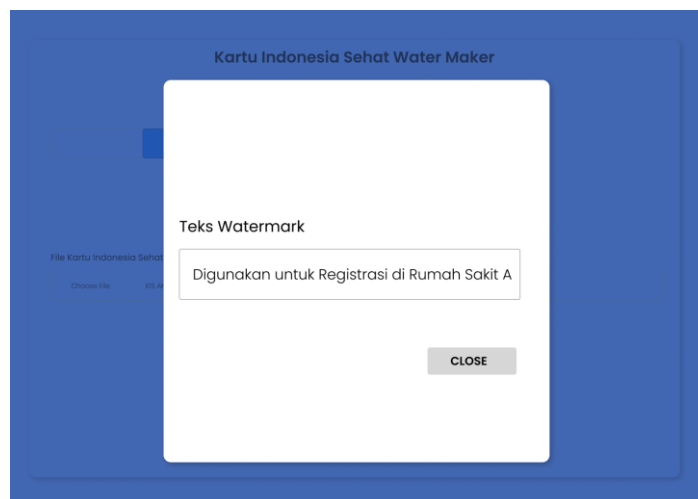 Kartu Indonesia Sehat Water Maker
Teks Watermark
File Kartu Indonesia Sehat
Digunakan untuk Registrasi di Rumah Sakit A
Choose File KIS
CLOSE